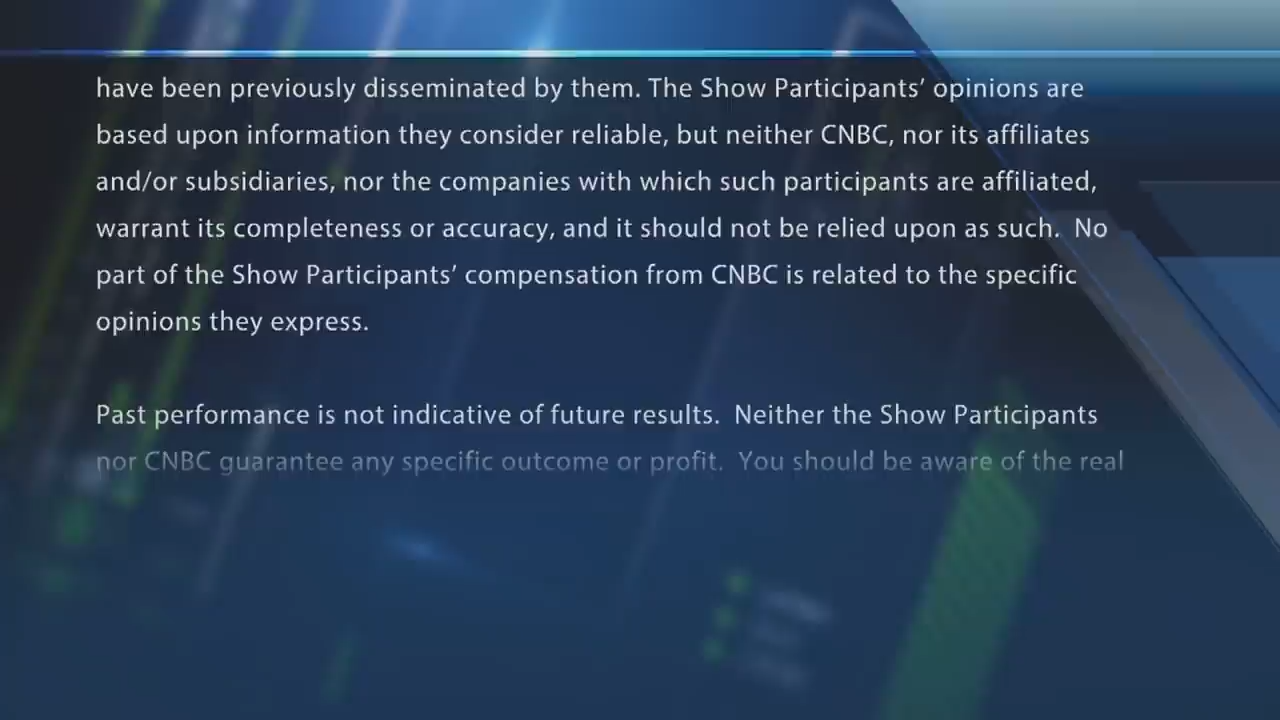 have been previously disseminated by them. The Show Participants’ opinions are
based upon information they consider reliable, but neither CNBC, nor its affiliates
and/or subsidiaries, nor the companies with which such participants are affiliated,
warrant its completeness or accuracy, and it should not be relied upon as such.  No
part of the Show Participants’ compensation from CNBC is related to the specific
opinions they express.
Past performance is not indicative of future results.  Neither the Show Participants
nor CNBC guarantee any specific outcome or profit.  You should be aware of the real